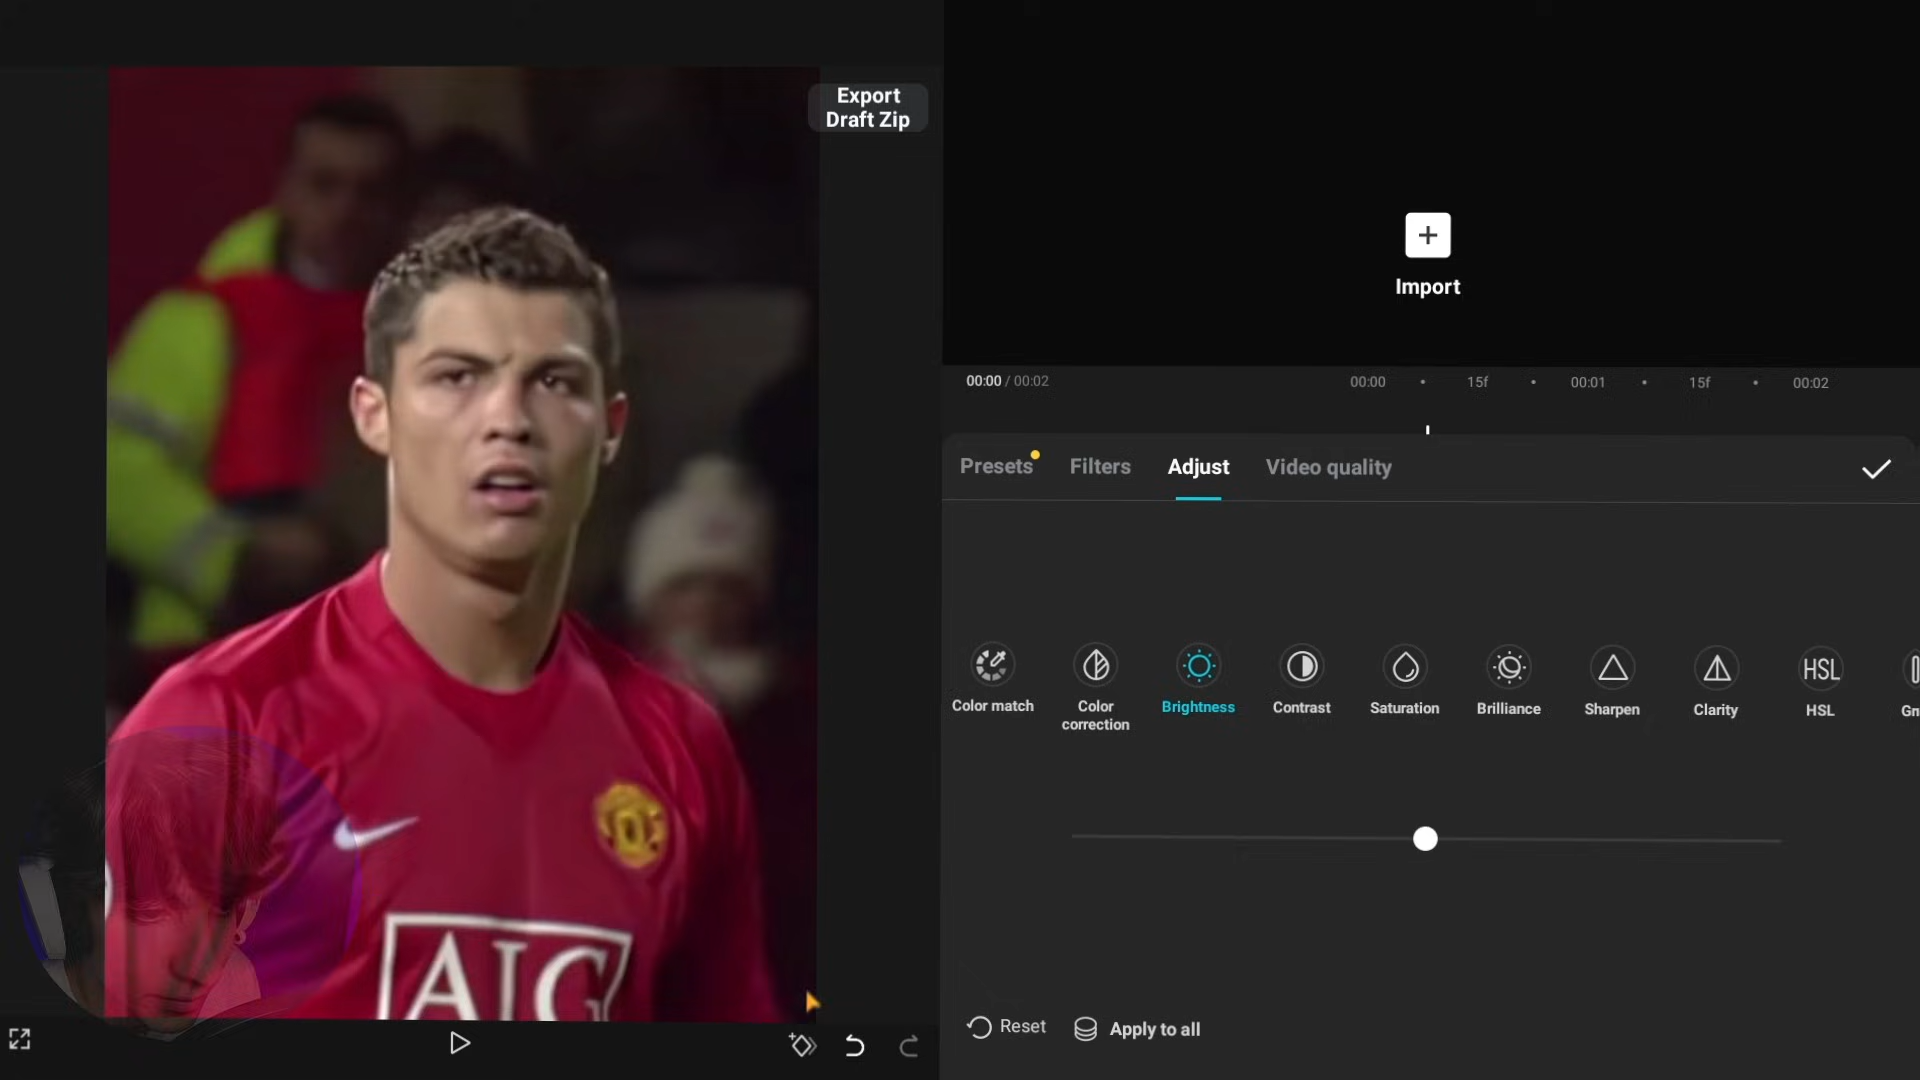 Export
Draft Zip
Import
00:00 / 00:02
00:00
15f
00:01
15f
00:02
Presets
Filters
Adjust
Video quality
HSL
Color match
Color
correction
Brightness
Contrast
Saturation
Brilliance
Sharpen
Clarity
HSL
AIG
Reset
Apply to all